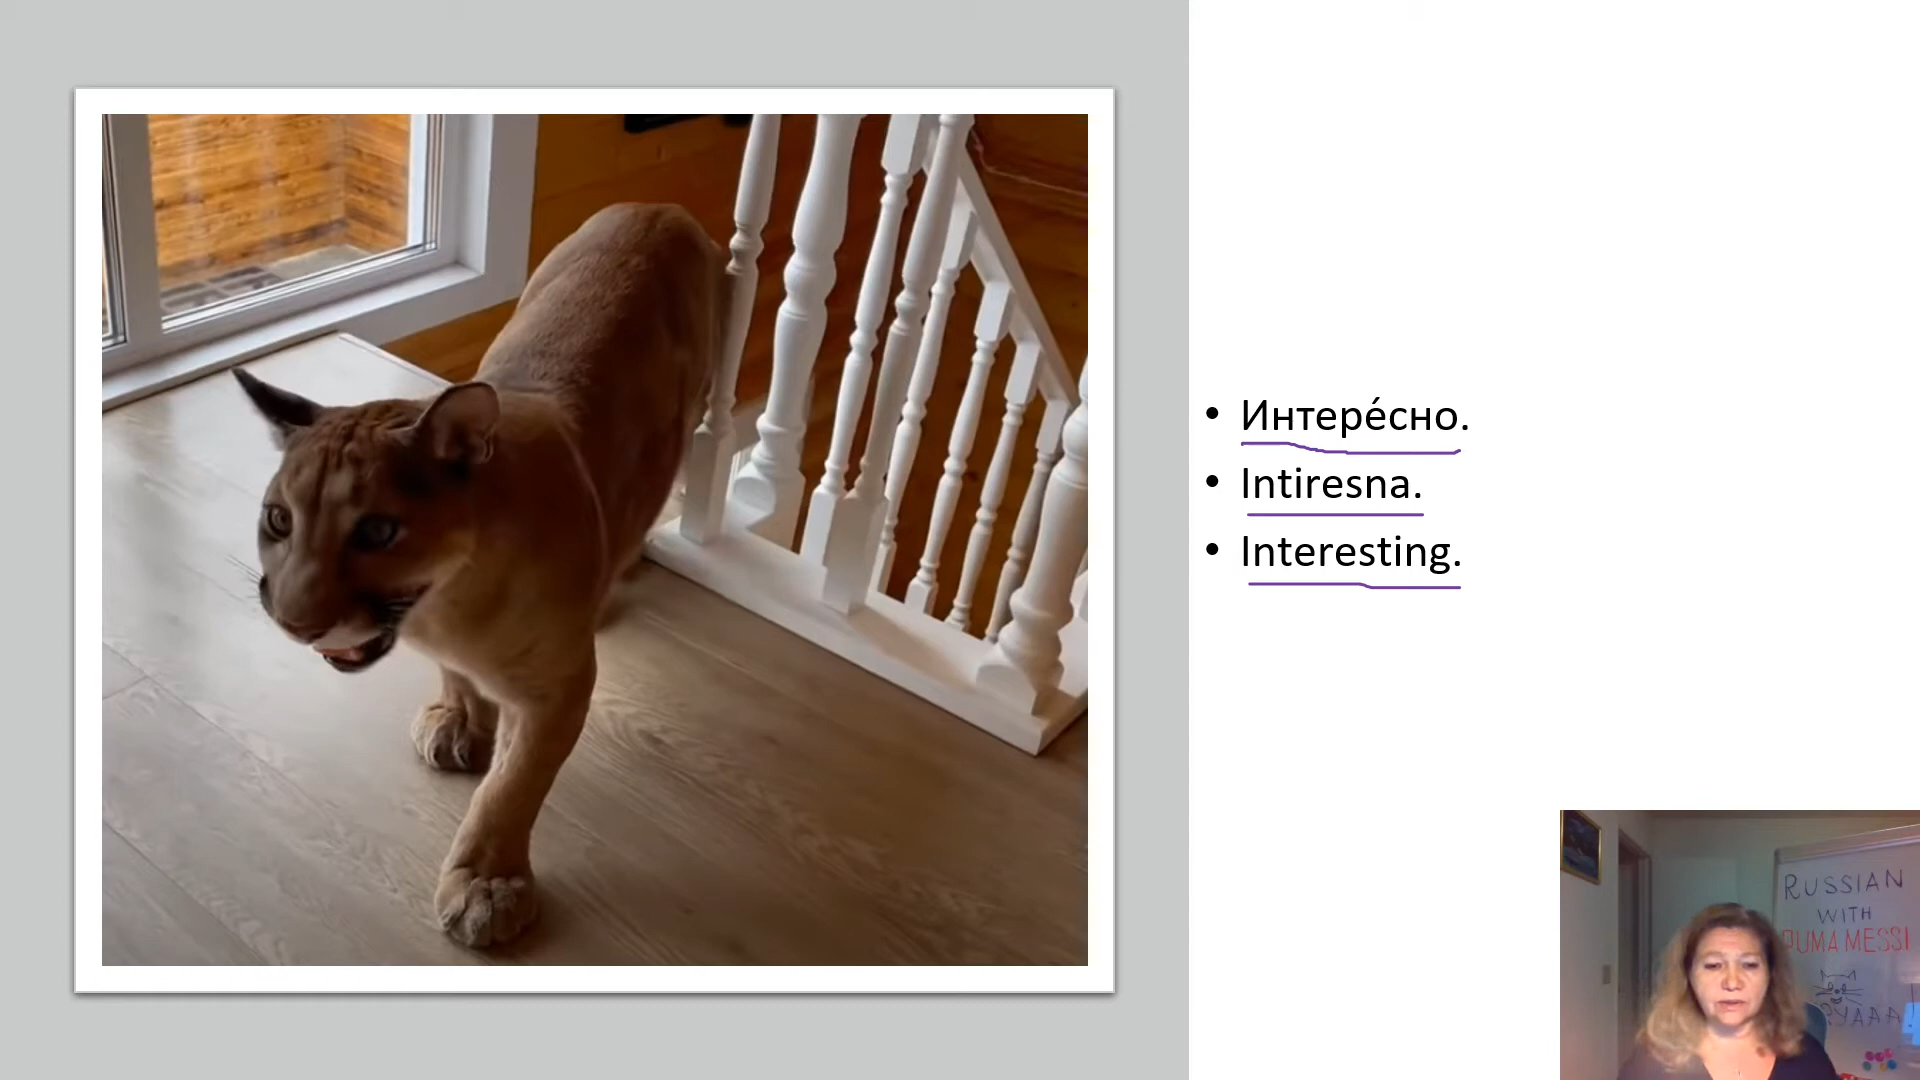 Интере́сно.
Intiresna.
Interesting.
RUSSIAN
WITH
PUMA MESSI